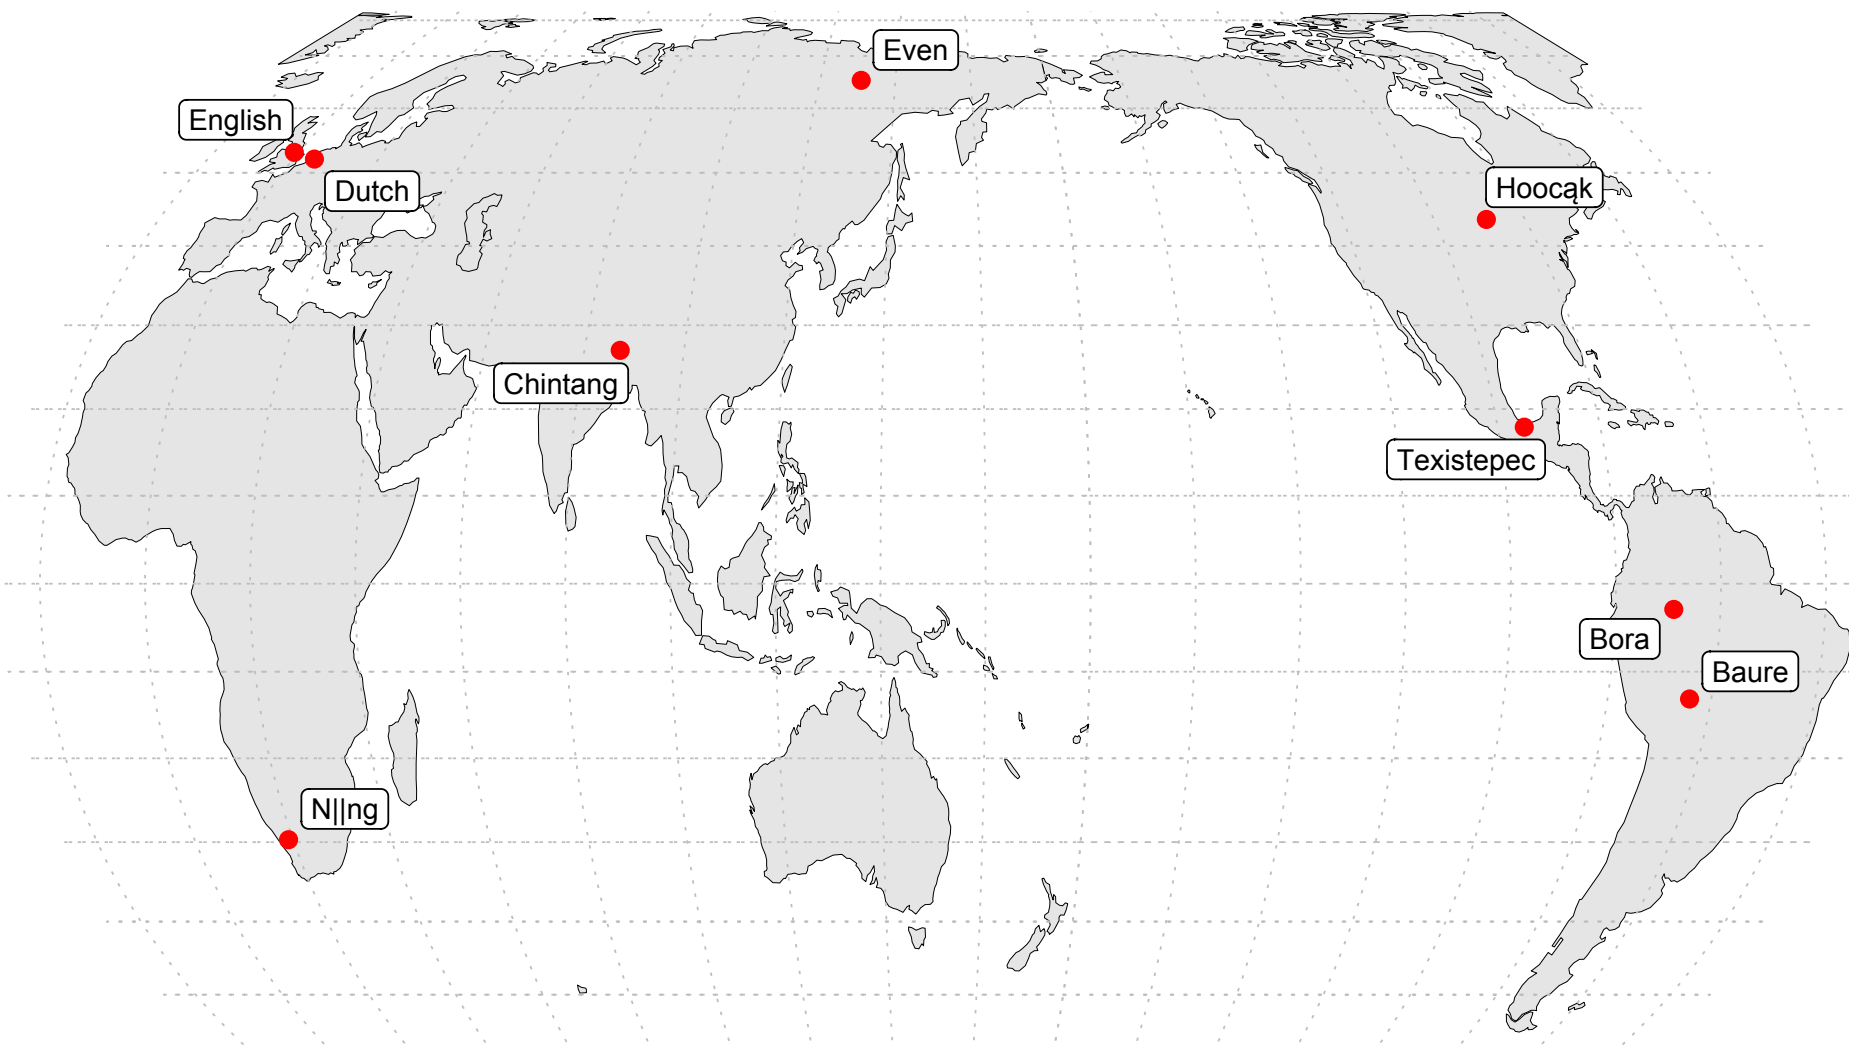 Even
English
Dutch
Hoocąk
Chintang
Texistepec
Bora
Baure
N||ng